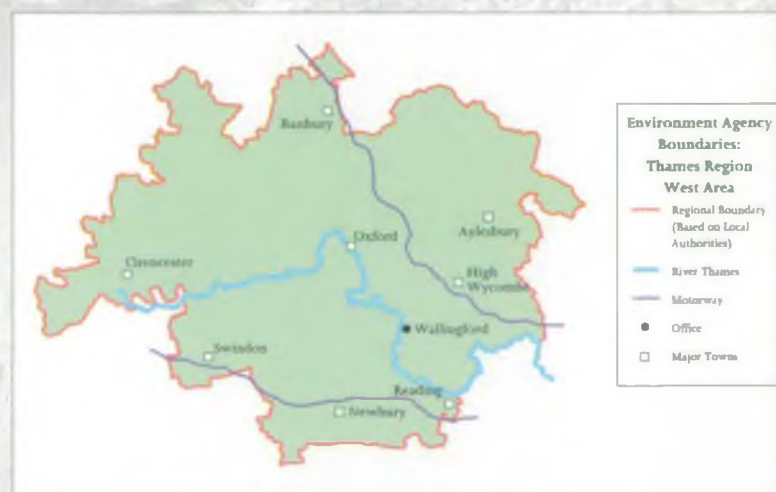 Banbury
Oxford
Aylesbury
Cirencester
High
Wycombe
Wallingford
Swindon
Reading
Newbury
Environment Agency
Boundaries:
Thames Region
West Area
Regional Boundary
(Based on Local
Authorities)
River Thames
Motorway
Office
Major Towns